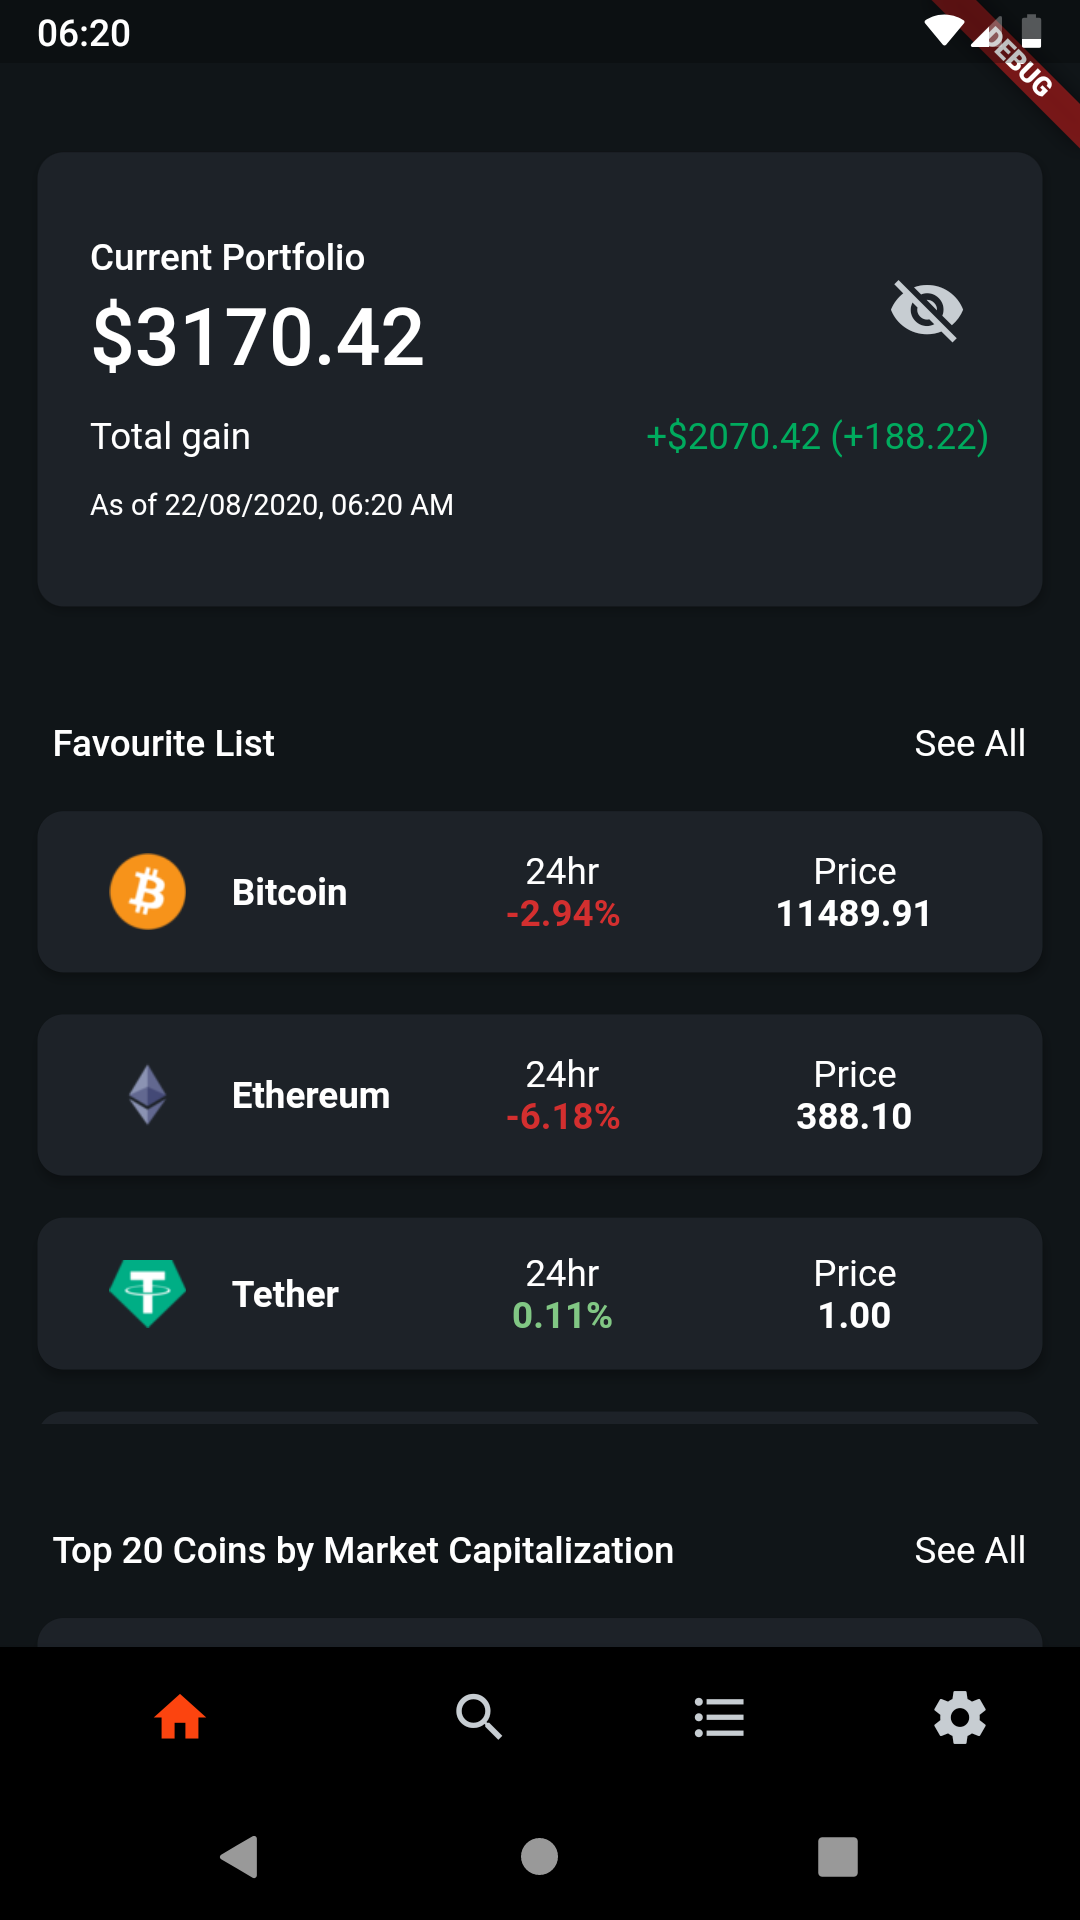 06:20
DEBUG
Current Portfolio
$3170.42
Total gain +$2070.42 (+188.22)
As of 22/08/2020, 06:20 AM
Favourite List See All
Bitcoin
24hr
-2.94%
Price
11489.91
Ethereum
24hr
-6.18%
Price
388.10
Tether
24hr
0.11%
Price
1.00
Top 20 Coins by Market Capitalization See All